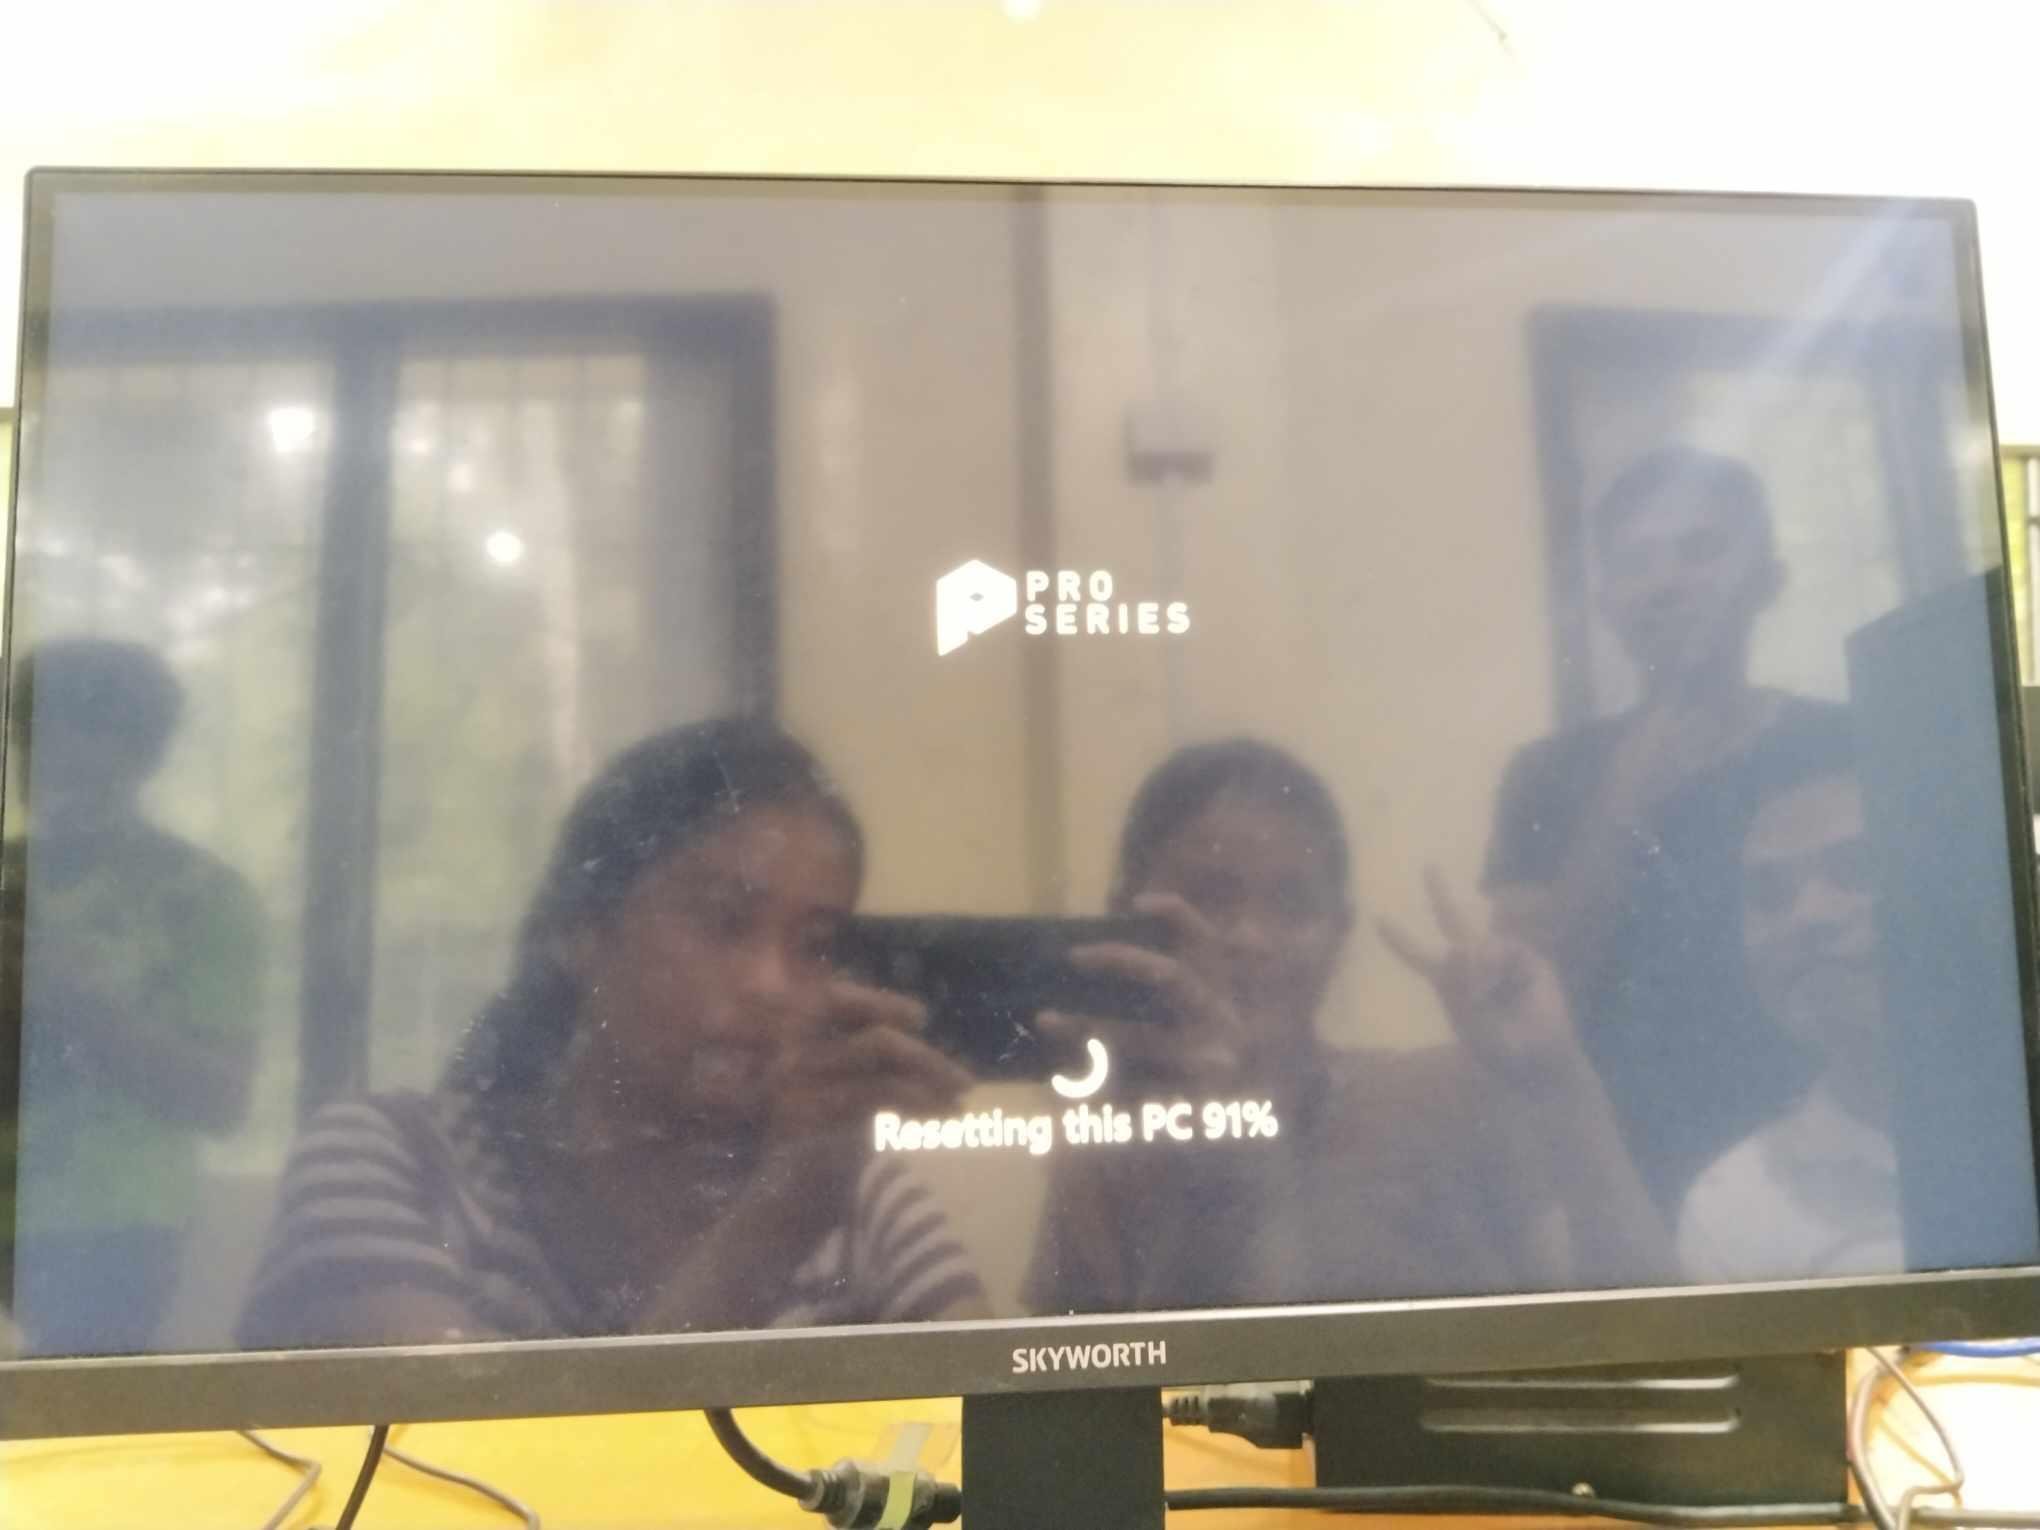 PRO
SERIES
Resetting this PC 91%
SKYWORTH